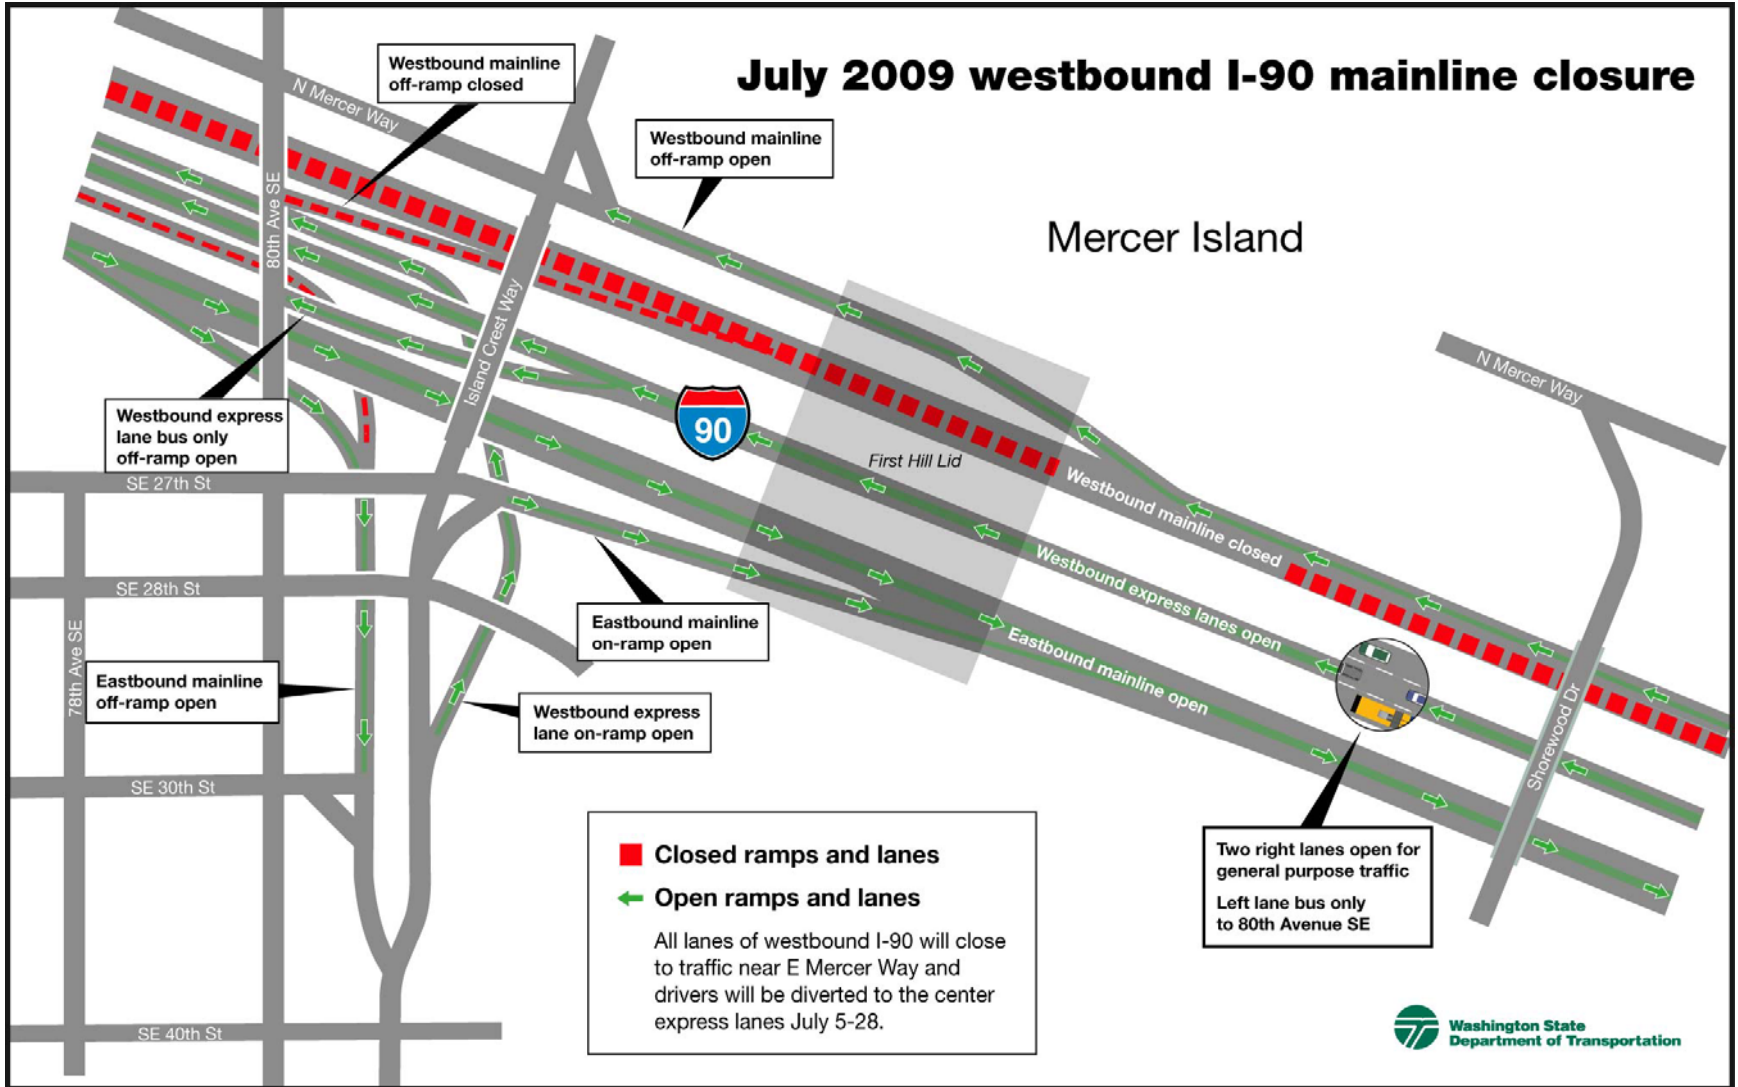 July 2009 westbound I-90 mainline closure
Westbound mainline
off-ramp closed
N Mercer Way
Westbound mainline
off-ramp open
Mercer Island
80th Ave SE
Island Crest Way
N Mercer Way
Westbound express
lane bus only
off-ramp open
90
First Hill Lid
Westbound mainline closed
SE 27th St
Westbound express lanes open
SE 28th St
Eastbound mainline
on-ramp open
Eastbound mainline open
78th Ave SE
Eastbound mainline
off-ramp open
Westbound express
lane on-ramp open
Shorewood Dr
SE 30th St
Two right lanes open for
general purpose traffic
Left lane bus only
to 80th Avenue SE
Closed ramps and lanes
Open ramps and lanes
All lanes of westbound I-90 will close
to traffic near E Mercer Way and
drivers will be diverted to the center
express lanes July 5-28.
SE 40th St
Washington State
Department of Transportation